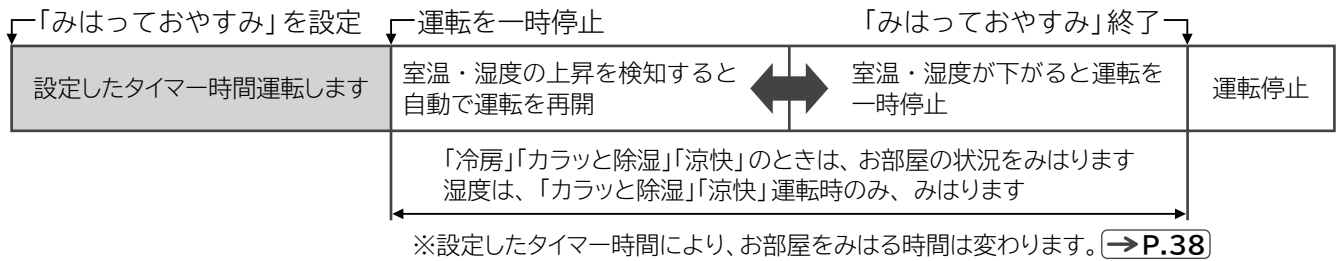 「みはっておやすみ」を設定
運転を一時停止
「みはっておやすみ」終了
設定したタイマー時間運転します
室温・湿度の上昇を検知すると
自動で運転を再開
室温・湿度が下がると運転を
一時停止
運転停止
「冷房」「カラッと除湿」「涼快」のときは、お部屋の状況をみはります
湿度は、「カラッと除湿」「涼快」運転時のみ、みはります
※設定したタイマー時間により、お部屋をみはる時間は変わります。→P.38